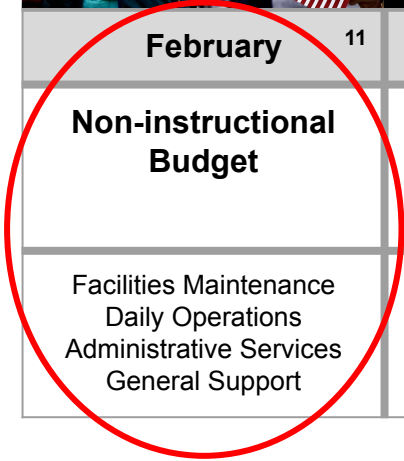 February 11
Non-instructional
Budget
Facilities Maintenance
Daily Operations
Administrative Services
General Support